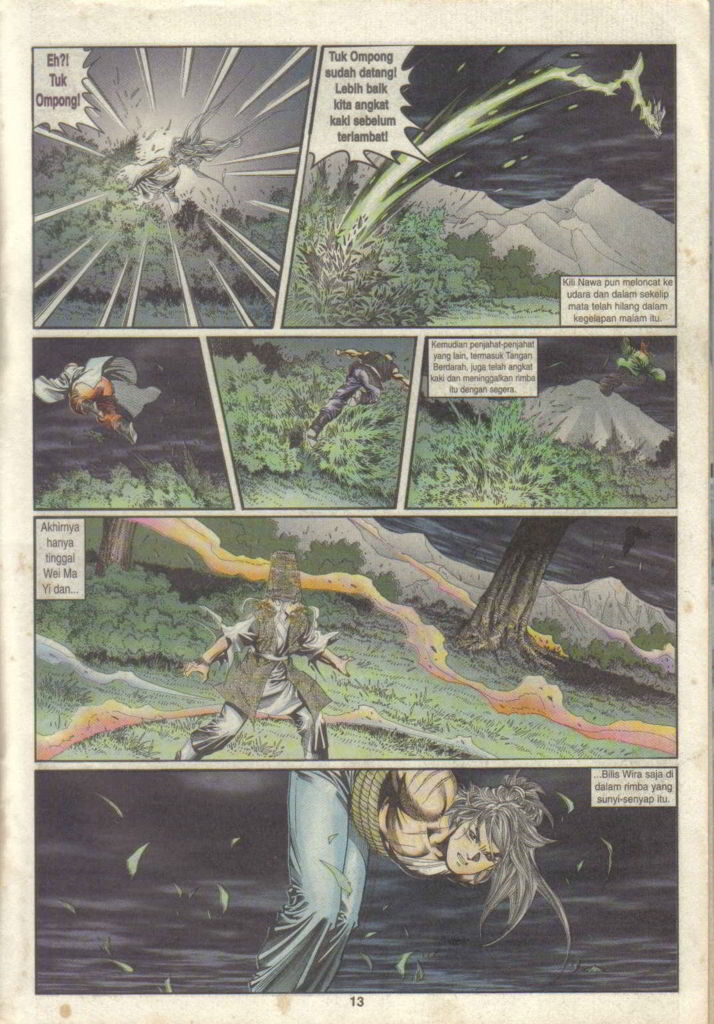 Eh?!
Tuk
Ompong!
Tuk Ompong
sudah datang!
Lebih baik
kita angkat
kaki sebelum
terlambat!
Kili Nawa pun meloncat ke
udara dan dalam sekelip
mata telah hilang dalam
kegelapan malam itu.
Kemudian penjahat-penjahat
yang lain, termasuk Tangan
Berdarah, juga telah angkat
kaki dan meninggalkan rimba
itu dengan segera.
Akhirnya
hanya
tinggal
Wei Ma
Yi dan...
...Bilis Wira saja di
dalam rimba yang
sunyi-senyap itu.
13